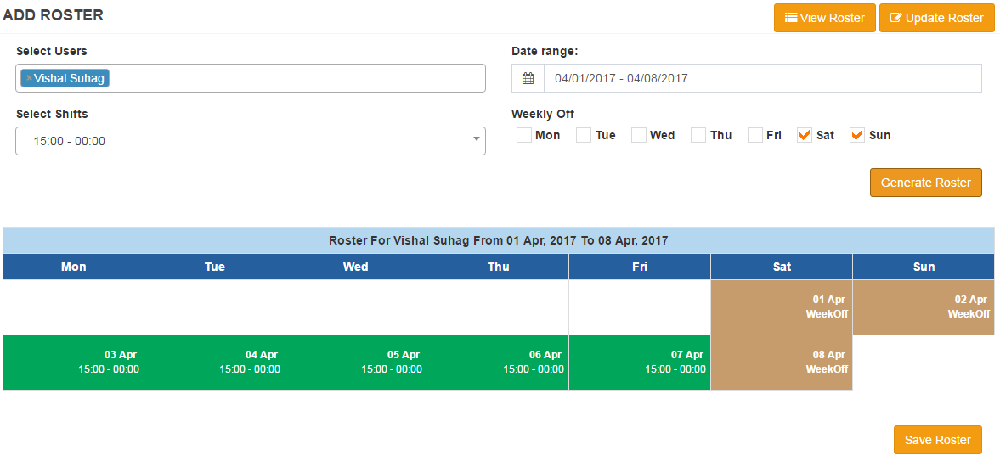 ADD ROSTER
View Roster
Update Roster
Select Users
Date range:
×Vishal Suhag
04/01/2017 - 04/08/2017
Select Shifts
Weekly Off
15:00 - 00:00
Mon Tue Wed Thu Fri Sat Sun
Generate Roster
Roster For Vishal Suhag From 01 Apr, 2017 To 08 Apr, 2017
Mon Tue Wed Thu Fri Sat Sun
01 Apr 02 Apr
WeekOff WeekOff
03 Apr 04 Apr 05 Apr 06 Apr 07 Apr 08 Apr
15:00 - 00:00 15:00 - 00:00 15:00 - 00:00 15:00 - 00:00 15:00 - 00:00 WeekOff
Save Roster